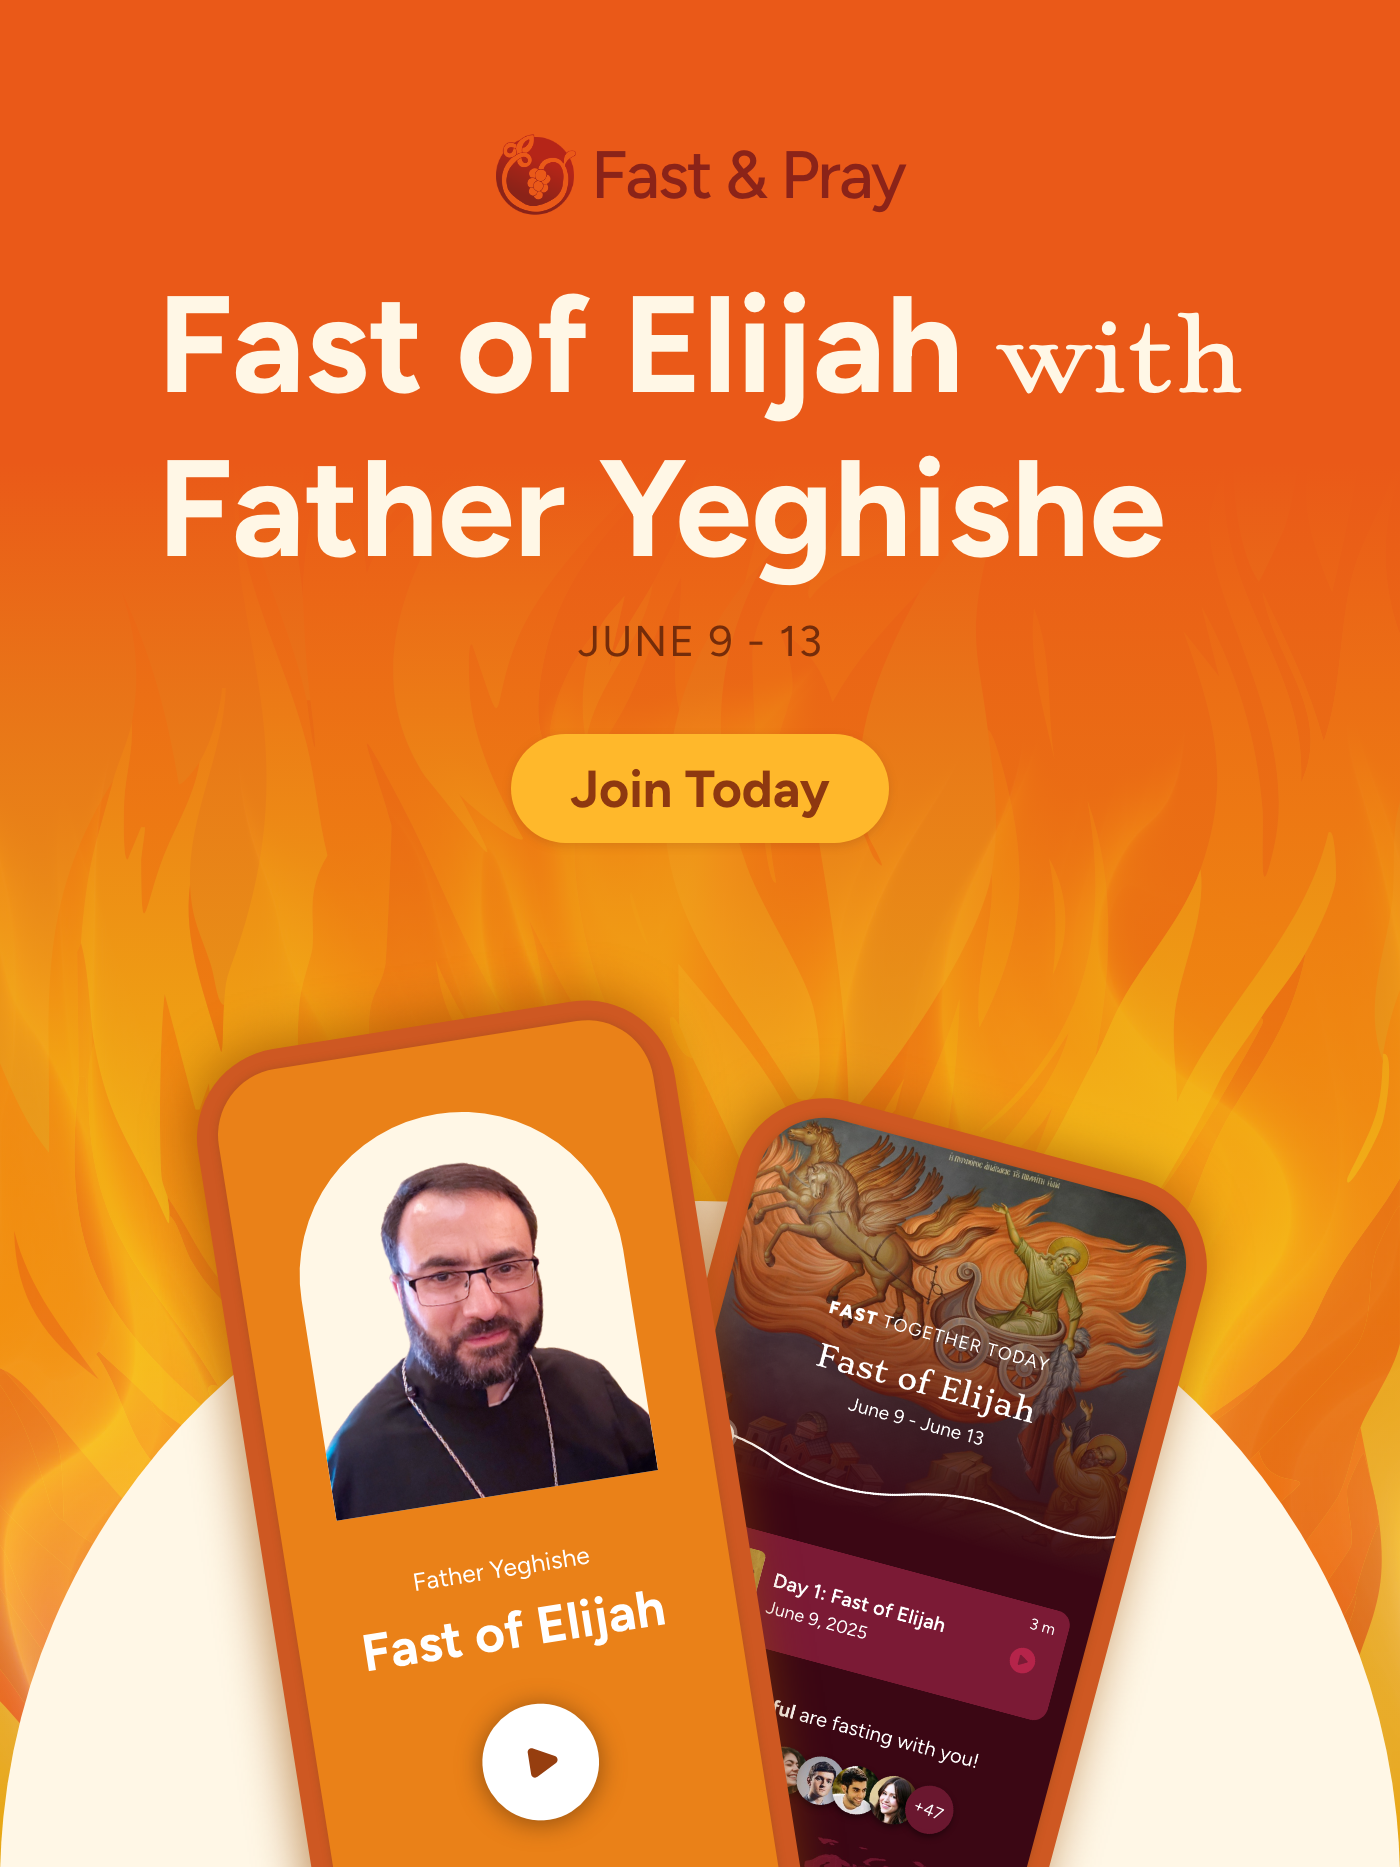 Fast & Pray
Fast of Elijah with
Father Yeghishe
JUNE 9 - 13
Join Today
Father Yeghishe
Fast of Elijah
FAST TOGETHER TODAY
Fast of Elijah
June 9 - June 13
Day 1: Fast of Elijah
3 m
June 9, 2025
ful are fasting with you!
+47